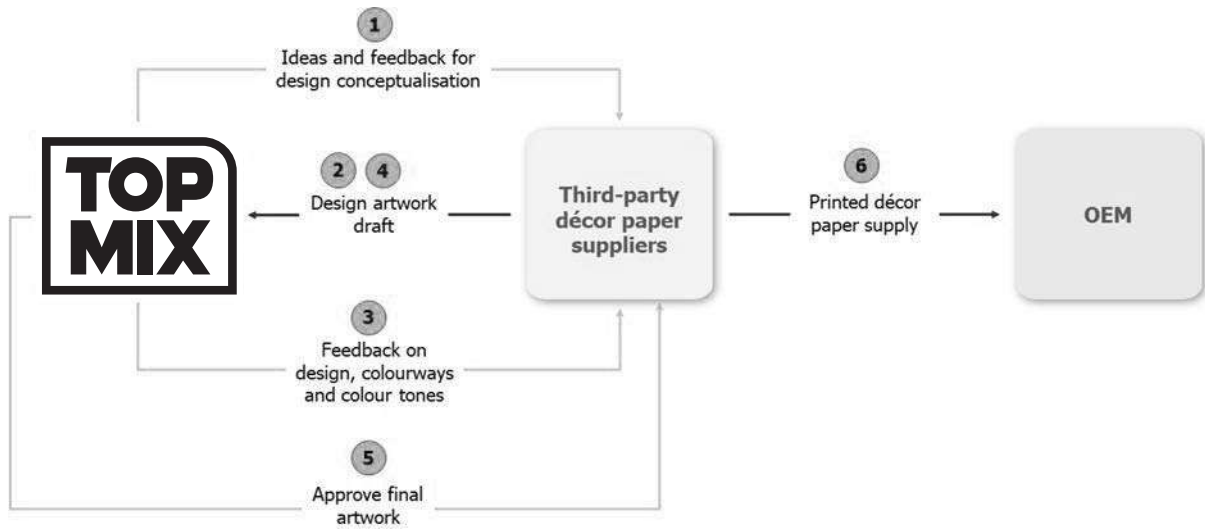 1
Ideas and feedback for
design conceptualisation
TOP
MIX
2 4
Design artwork
draft
Third-party
décor paper
suppliers
6
Printed décor
paper supply
OEM
3
Feedback on
design, colourways
and colour tones
5
Approve final
artwork